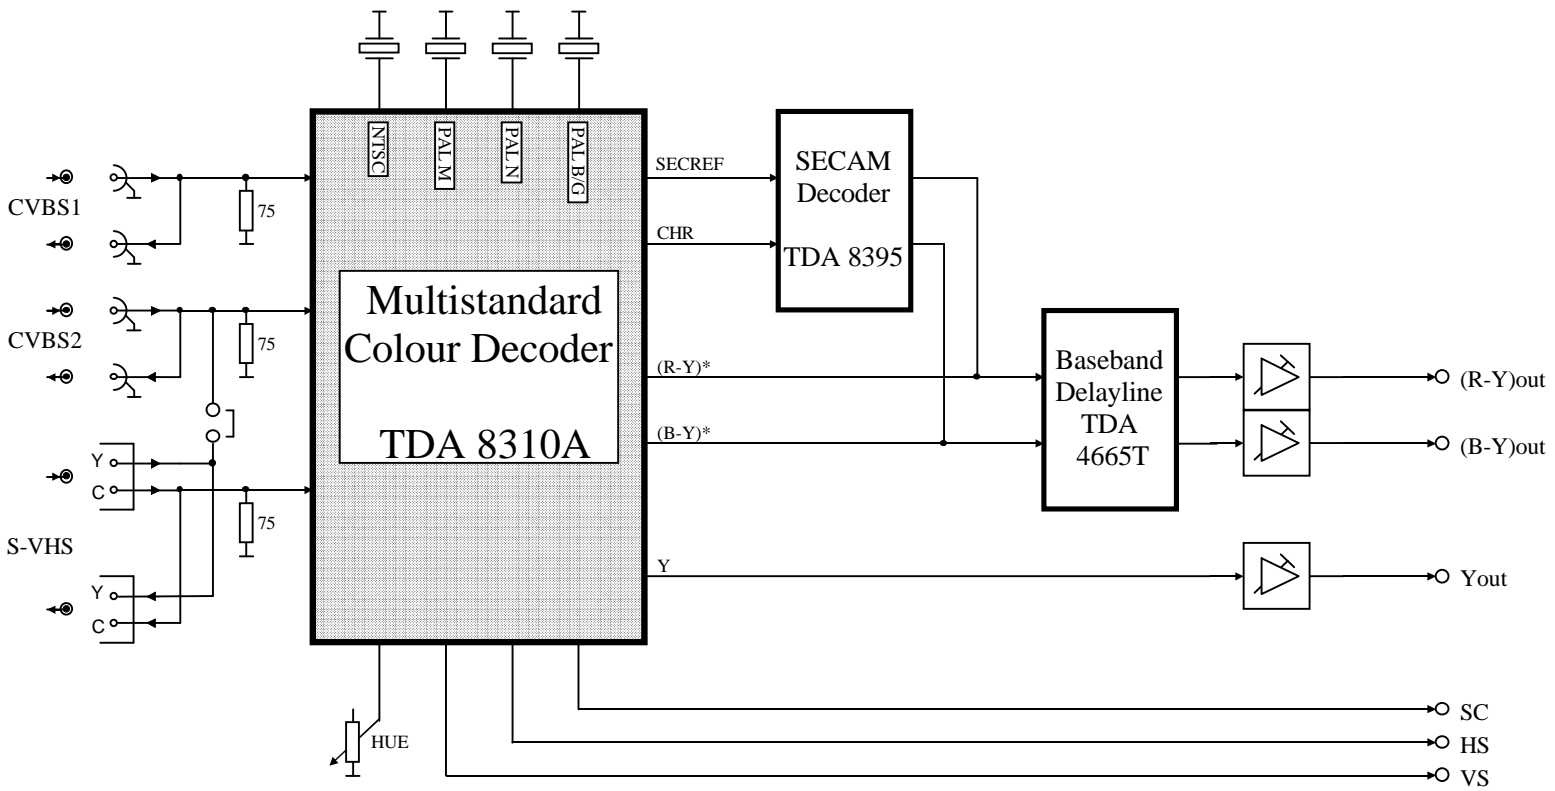 NTSC
PAL M
PAL N
PAL B/G
CVBS1
75
CVBS2
75
Y
C
75
S-VHS
Y
C
Multistandard
Colour Decoder
TDA 8310A
HUE
SECREF
CHR
(R-Y)*
(B-Y)*
Y
SECAM
Decoder
TDA 8395
Baseband
Delayline
TDA
4665T
(R-Y)out
(B-Y)out
Yout
SC
HS
VS